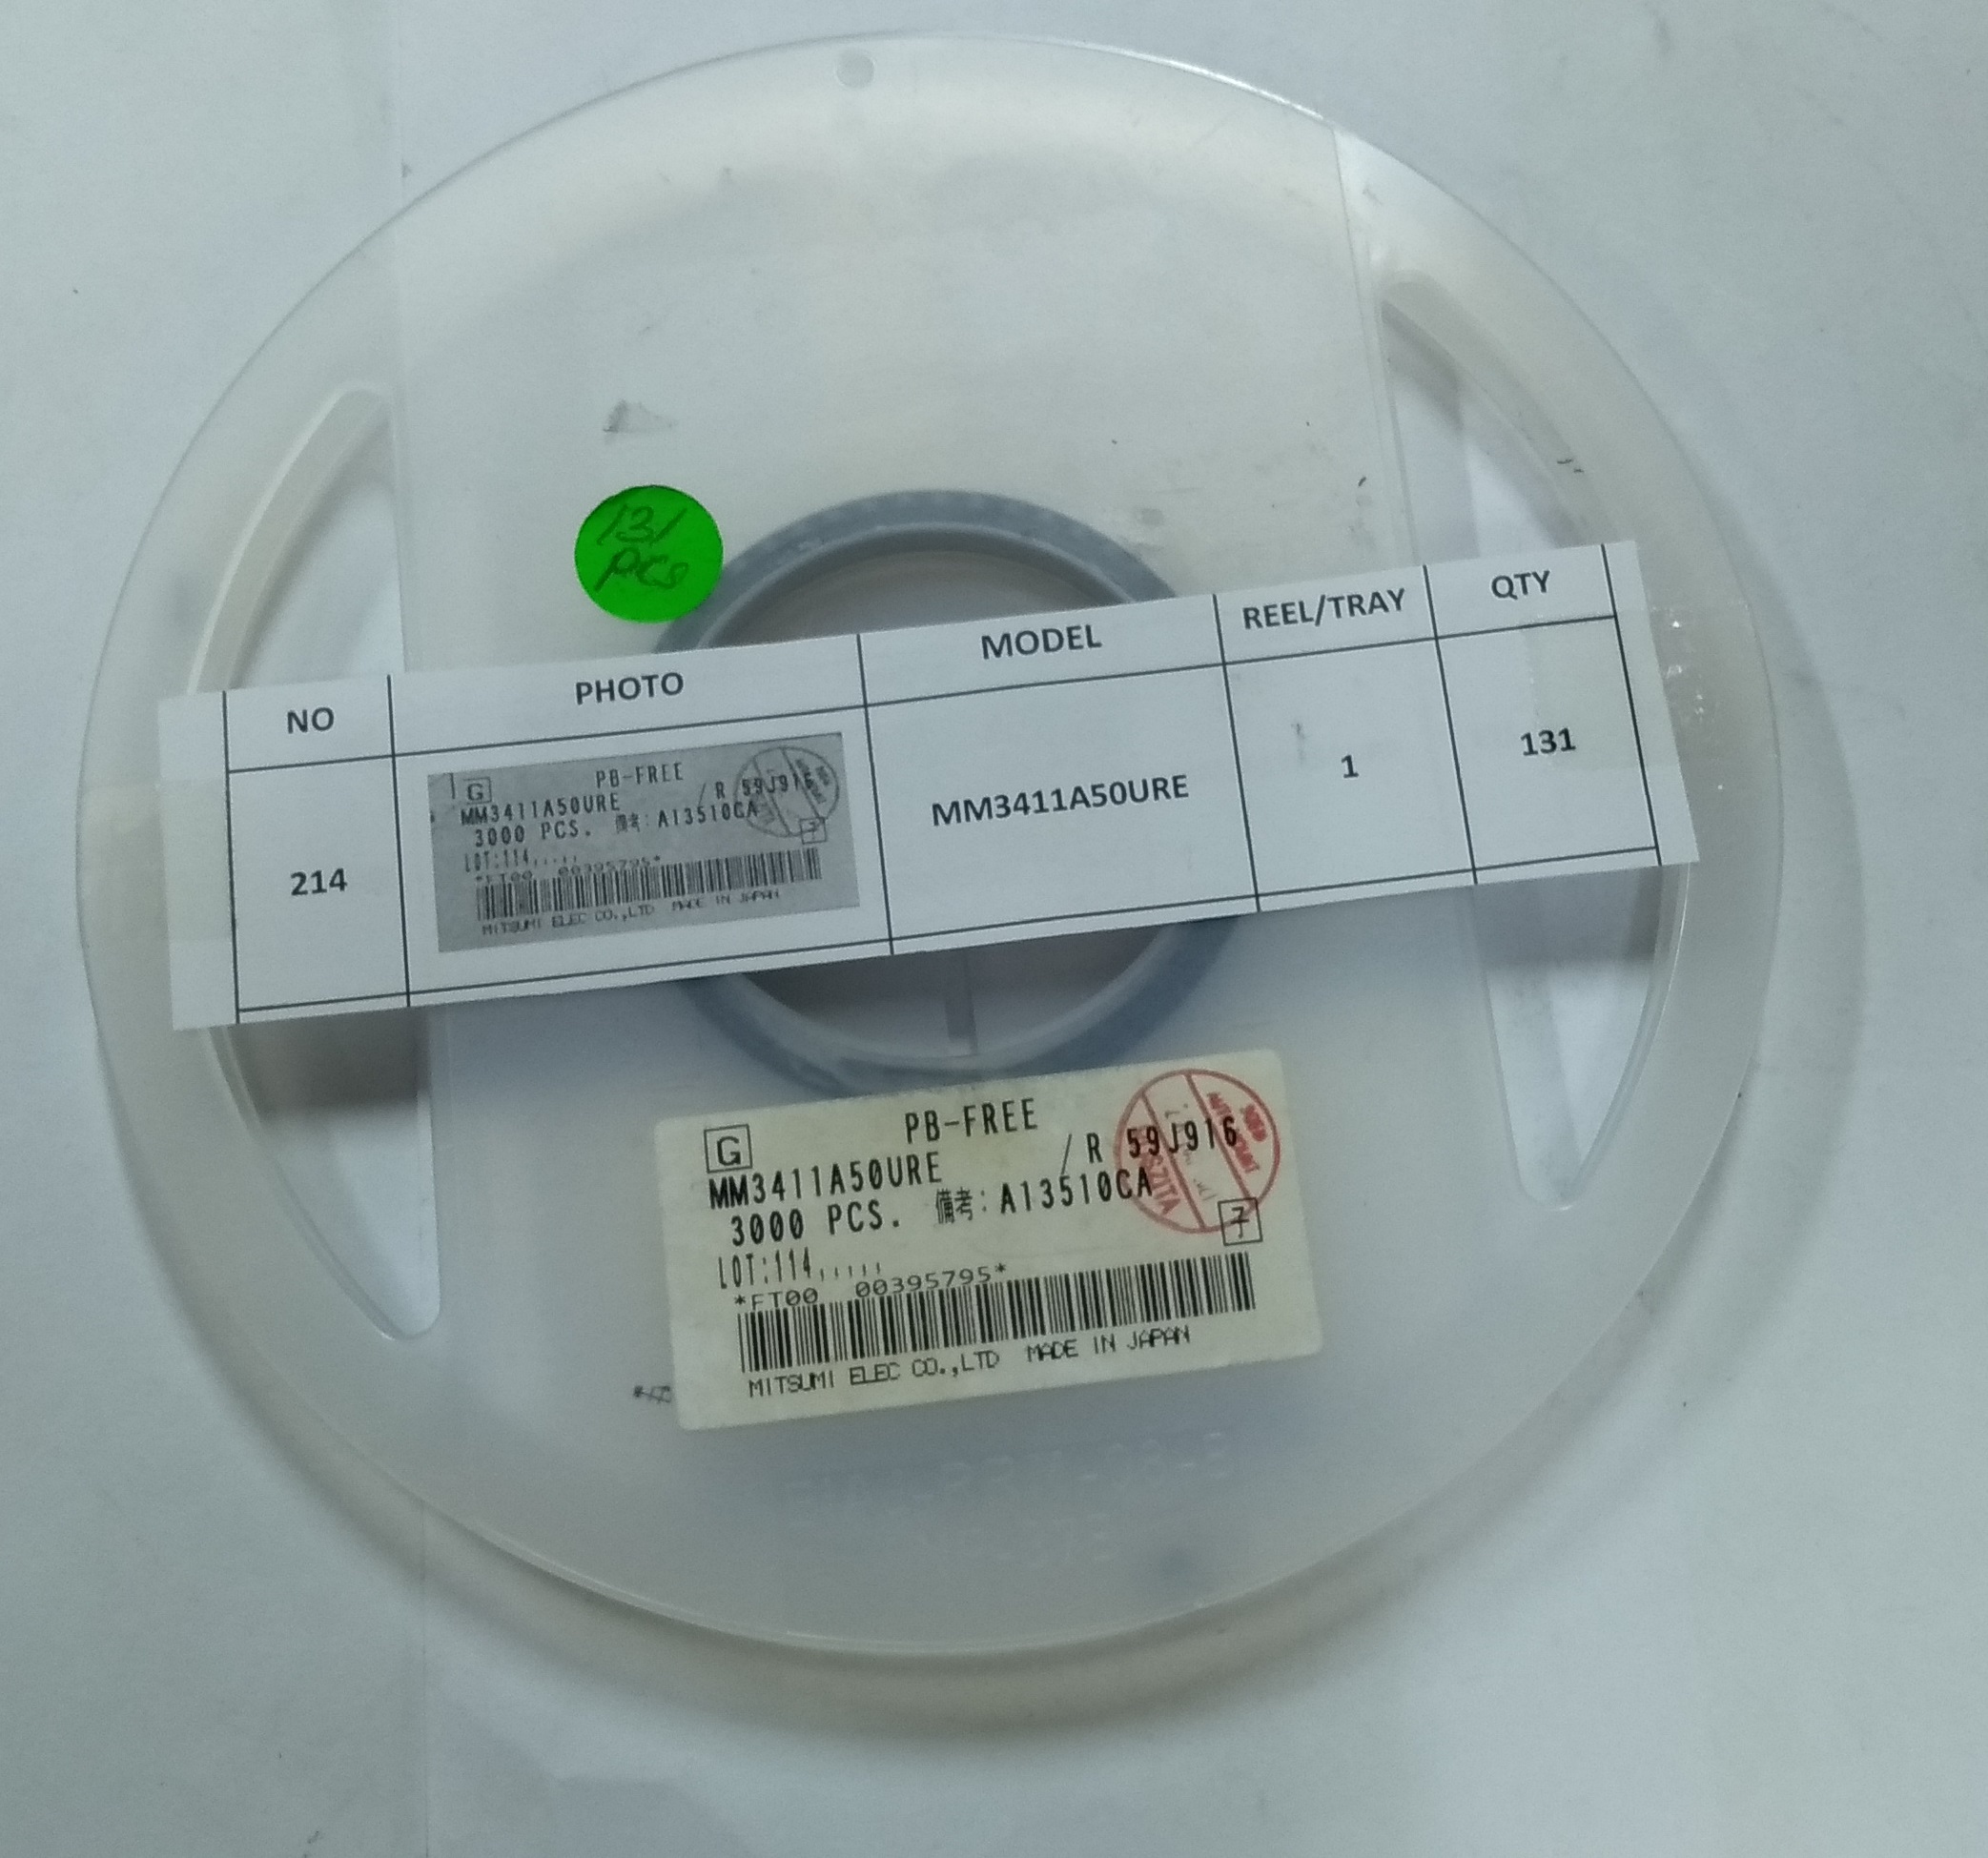 131
pcs
NO PHOTO MODEL REEL/TRAY QTY
214 MM3411A50URE 1 131
G PB-FREE
MM3411A50URE / R 59J916
3000 PCS. 備考: A13510CA
子
LOT:114,,,,,
*FT00 00395795*
MITSUMI ELEC CO.,LTD MADE IN JAPAN
G PB-FREE
MM3411A50URE / R 59J916
3000 PCS. 備考: A13510CA
子
LOT:114,,,,,
*FT00 00395795*
MITSUMI ELEC CO.,LTD MADE IN JAPAN